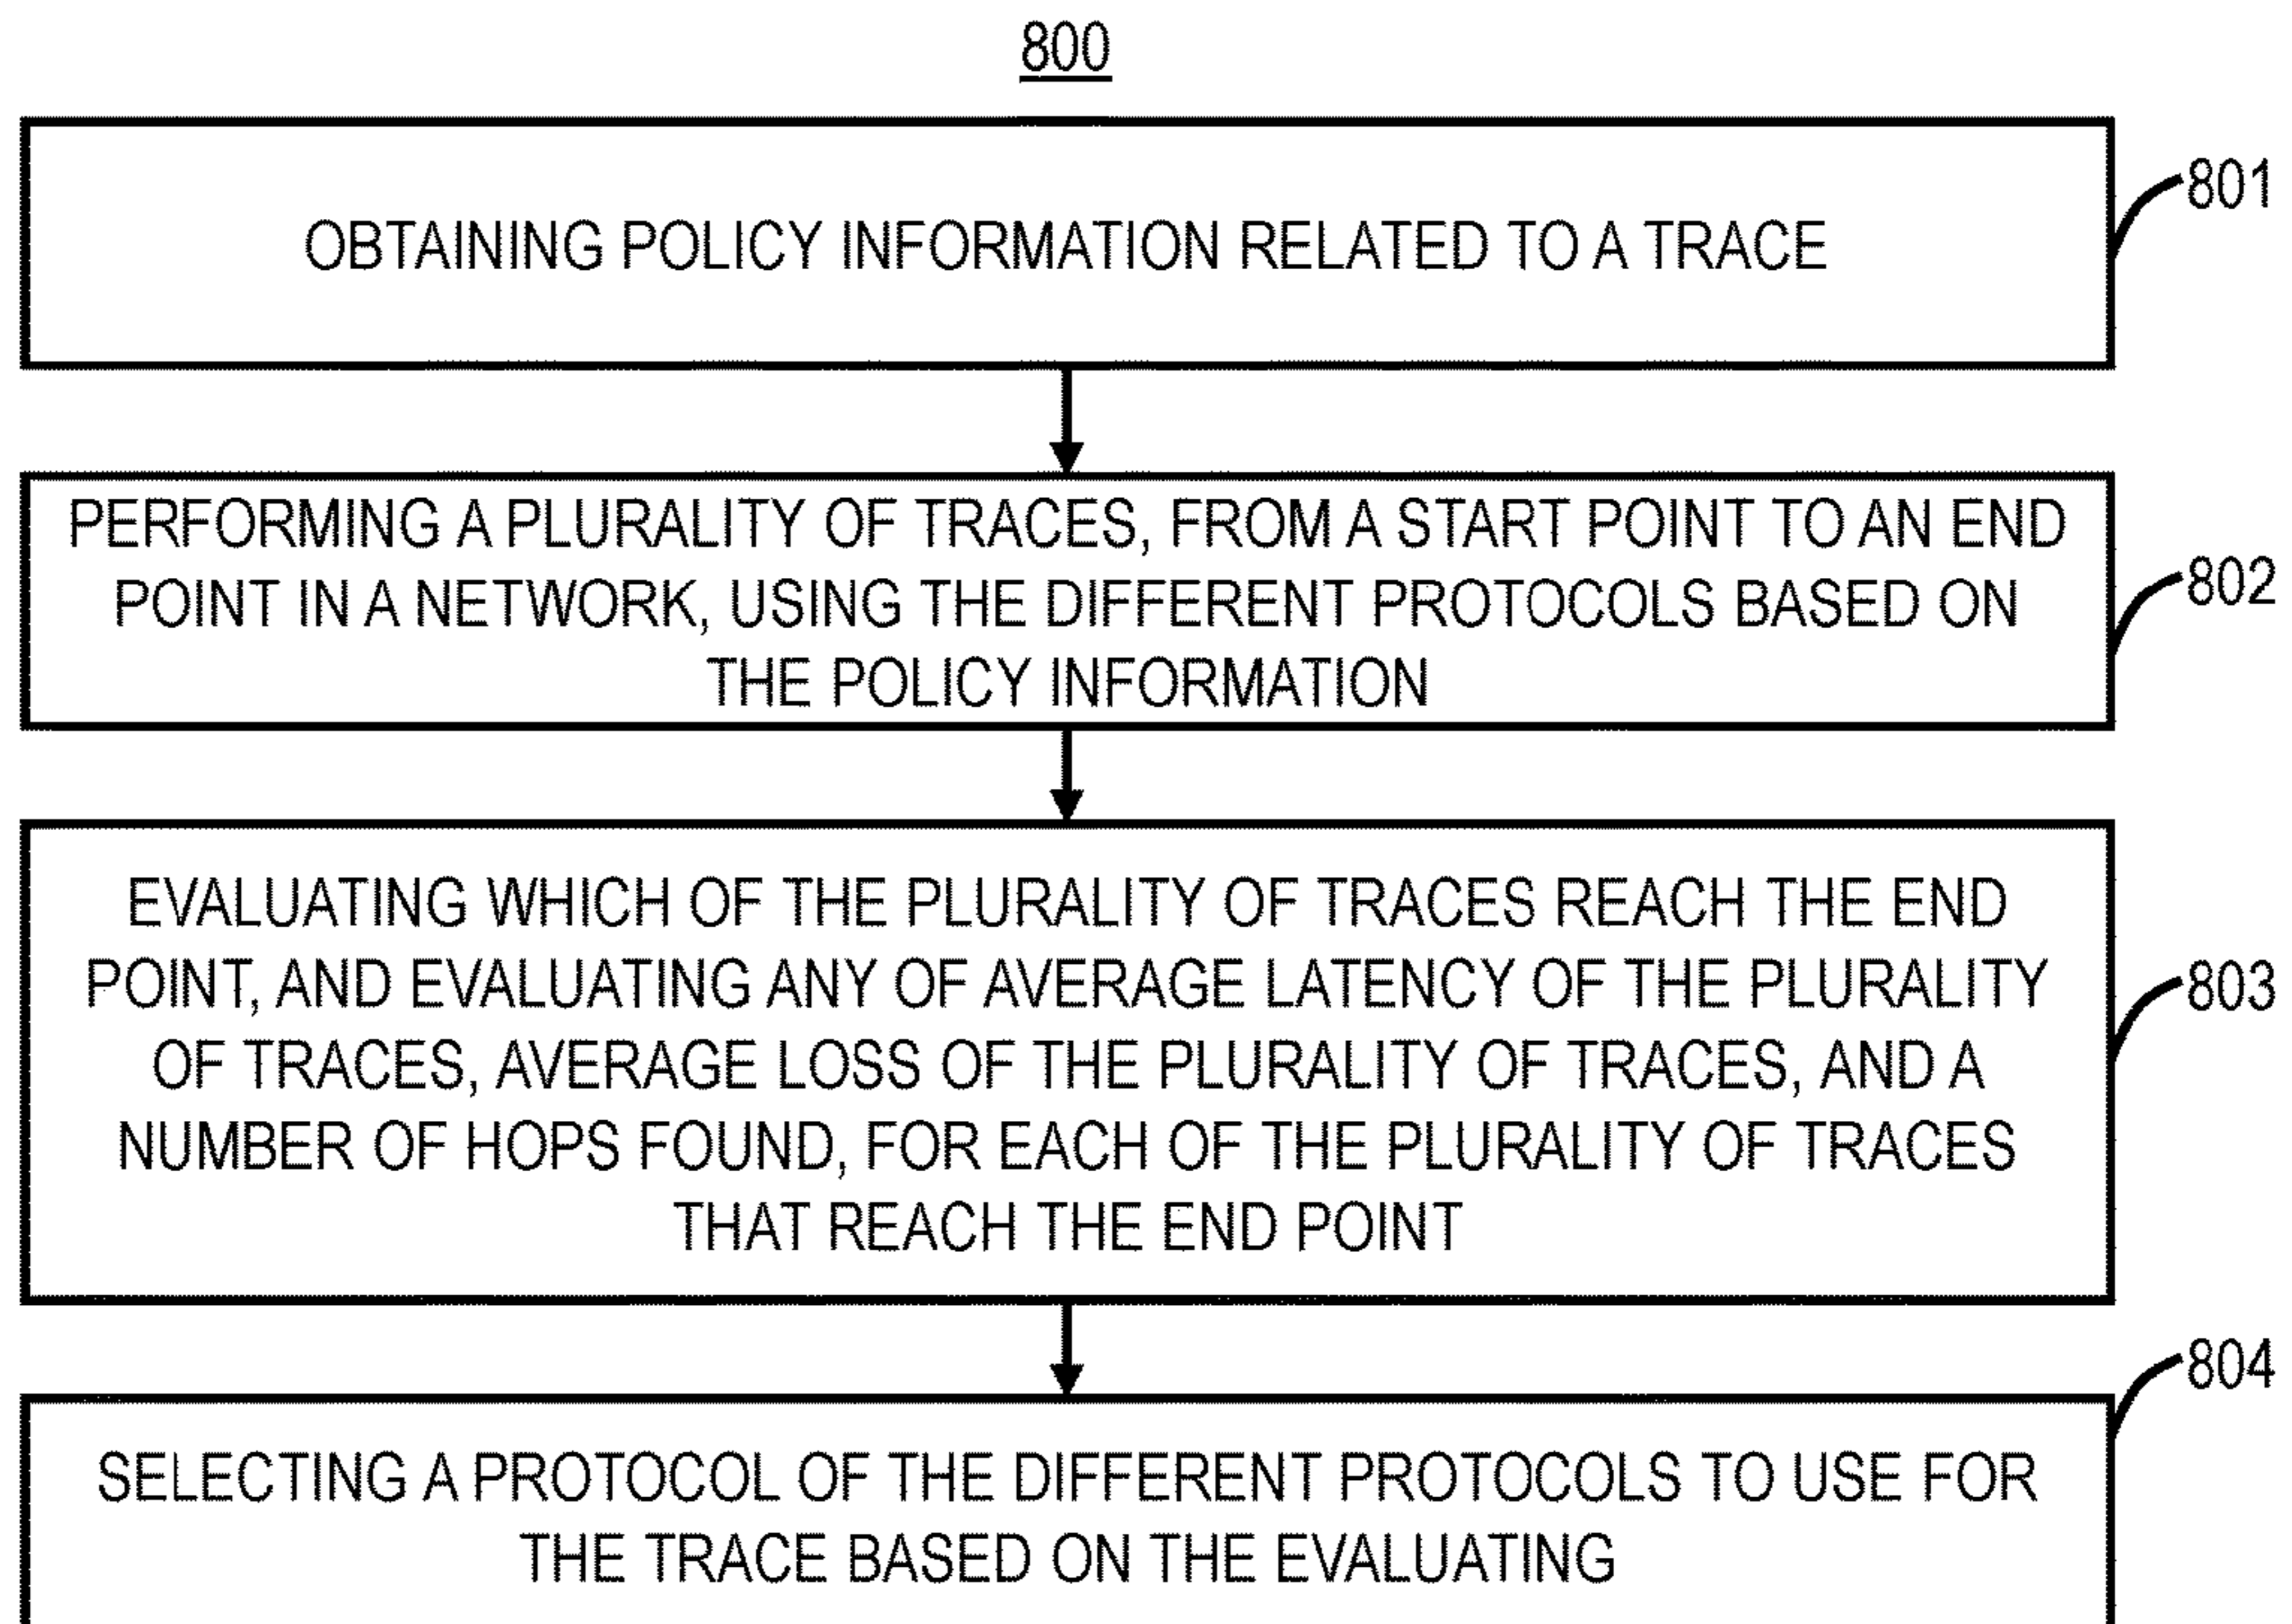 800
OBTAINING POLICY INFORMATION RELATED TO A TRACE
801
PERFORMING A PLURALITY OF TRACES, FROM A START POINT TO AN END
POINT IN A NETWORK, USING THE DIFFERENT PROTOCOLS BASED ON
THE POLICY INFORMATION
802
EVALUATING WHICH OF THE PLURALITY OF TRACES REACH THE END
POINT, AND EVALUATING ANY OF AVERAGE LATENCY OF THE PLURALITY
OF TRACES, AVERAGE LOSS OF THE PLURALITY OF TRACES, AND A
NUMBER OF HOPS FOUND, FOR EACH OF THE PLURALITY OF TRACES
THAT REACH THE END POINT
803
SELECTING A PROTOCOL OF THE DIFFERENT PROTOCOLS TO USE FOR
THE TRACE BASED ON THE EVALUATING
804